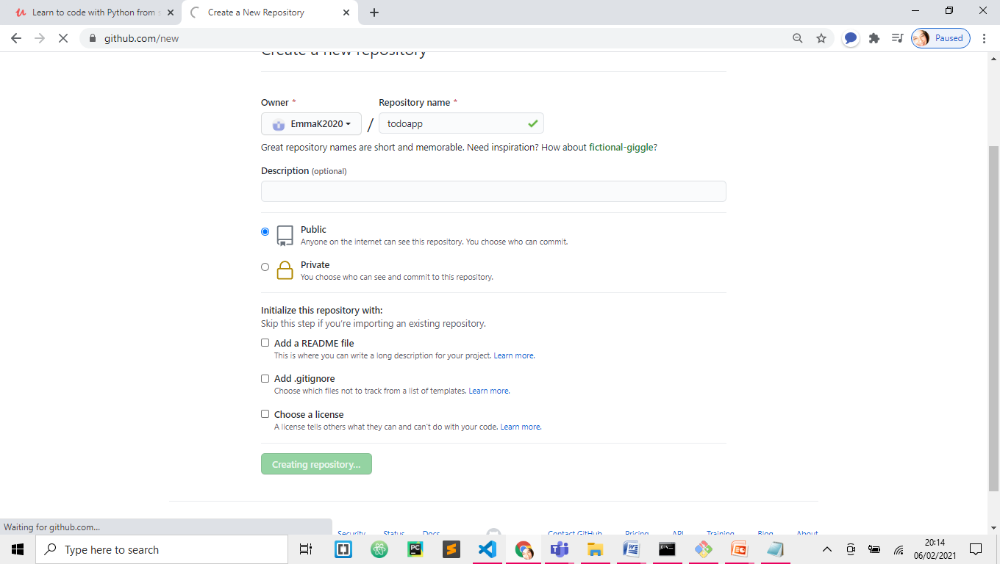 Learn to code with Python from s
Create a New Repository
github.com/new
Paused
Create a new repository
Owner *
Repository name *
EmmaK2020
/
todoapp
Great repository names are short and memorable. Need inspiration? How about fictional-giggle?
Description (optional)
Public
Anyone on the internet can see this repository. You choose who can commit.
Private
You choose who can see and commit to this repository.
Initialize this repository with:
Skip this step if you're importing an existing repository.
Add a README file
This is where you can write a long description for your project. Learn more.
Add .gitignore
Choose which files not to track from a list of templates. Learn more.
Choose a license
A license tells others what they can and can't do with your code. Learn more.
Creating repository...
Waiting for github.com...
Security Status Docs Contact GitHub Pricing API Training Blog About
Type here to search
20:14
06/02/2021